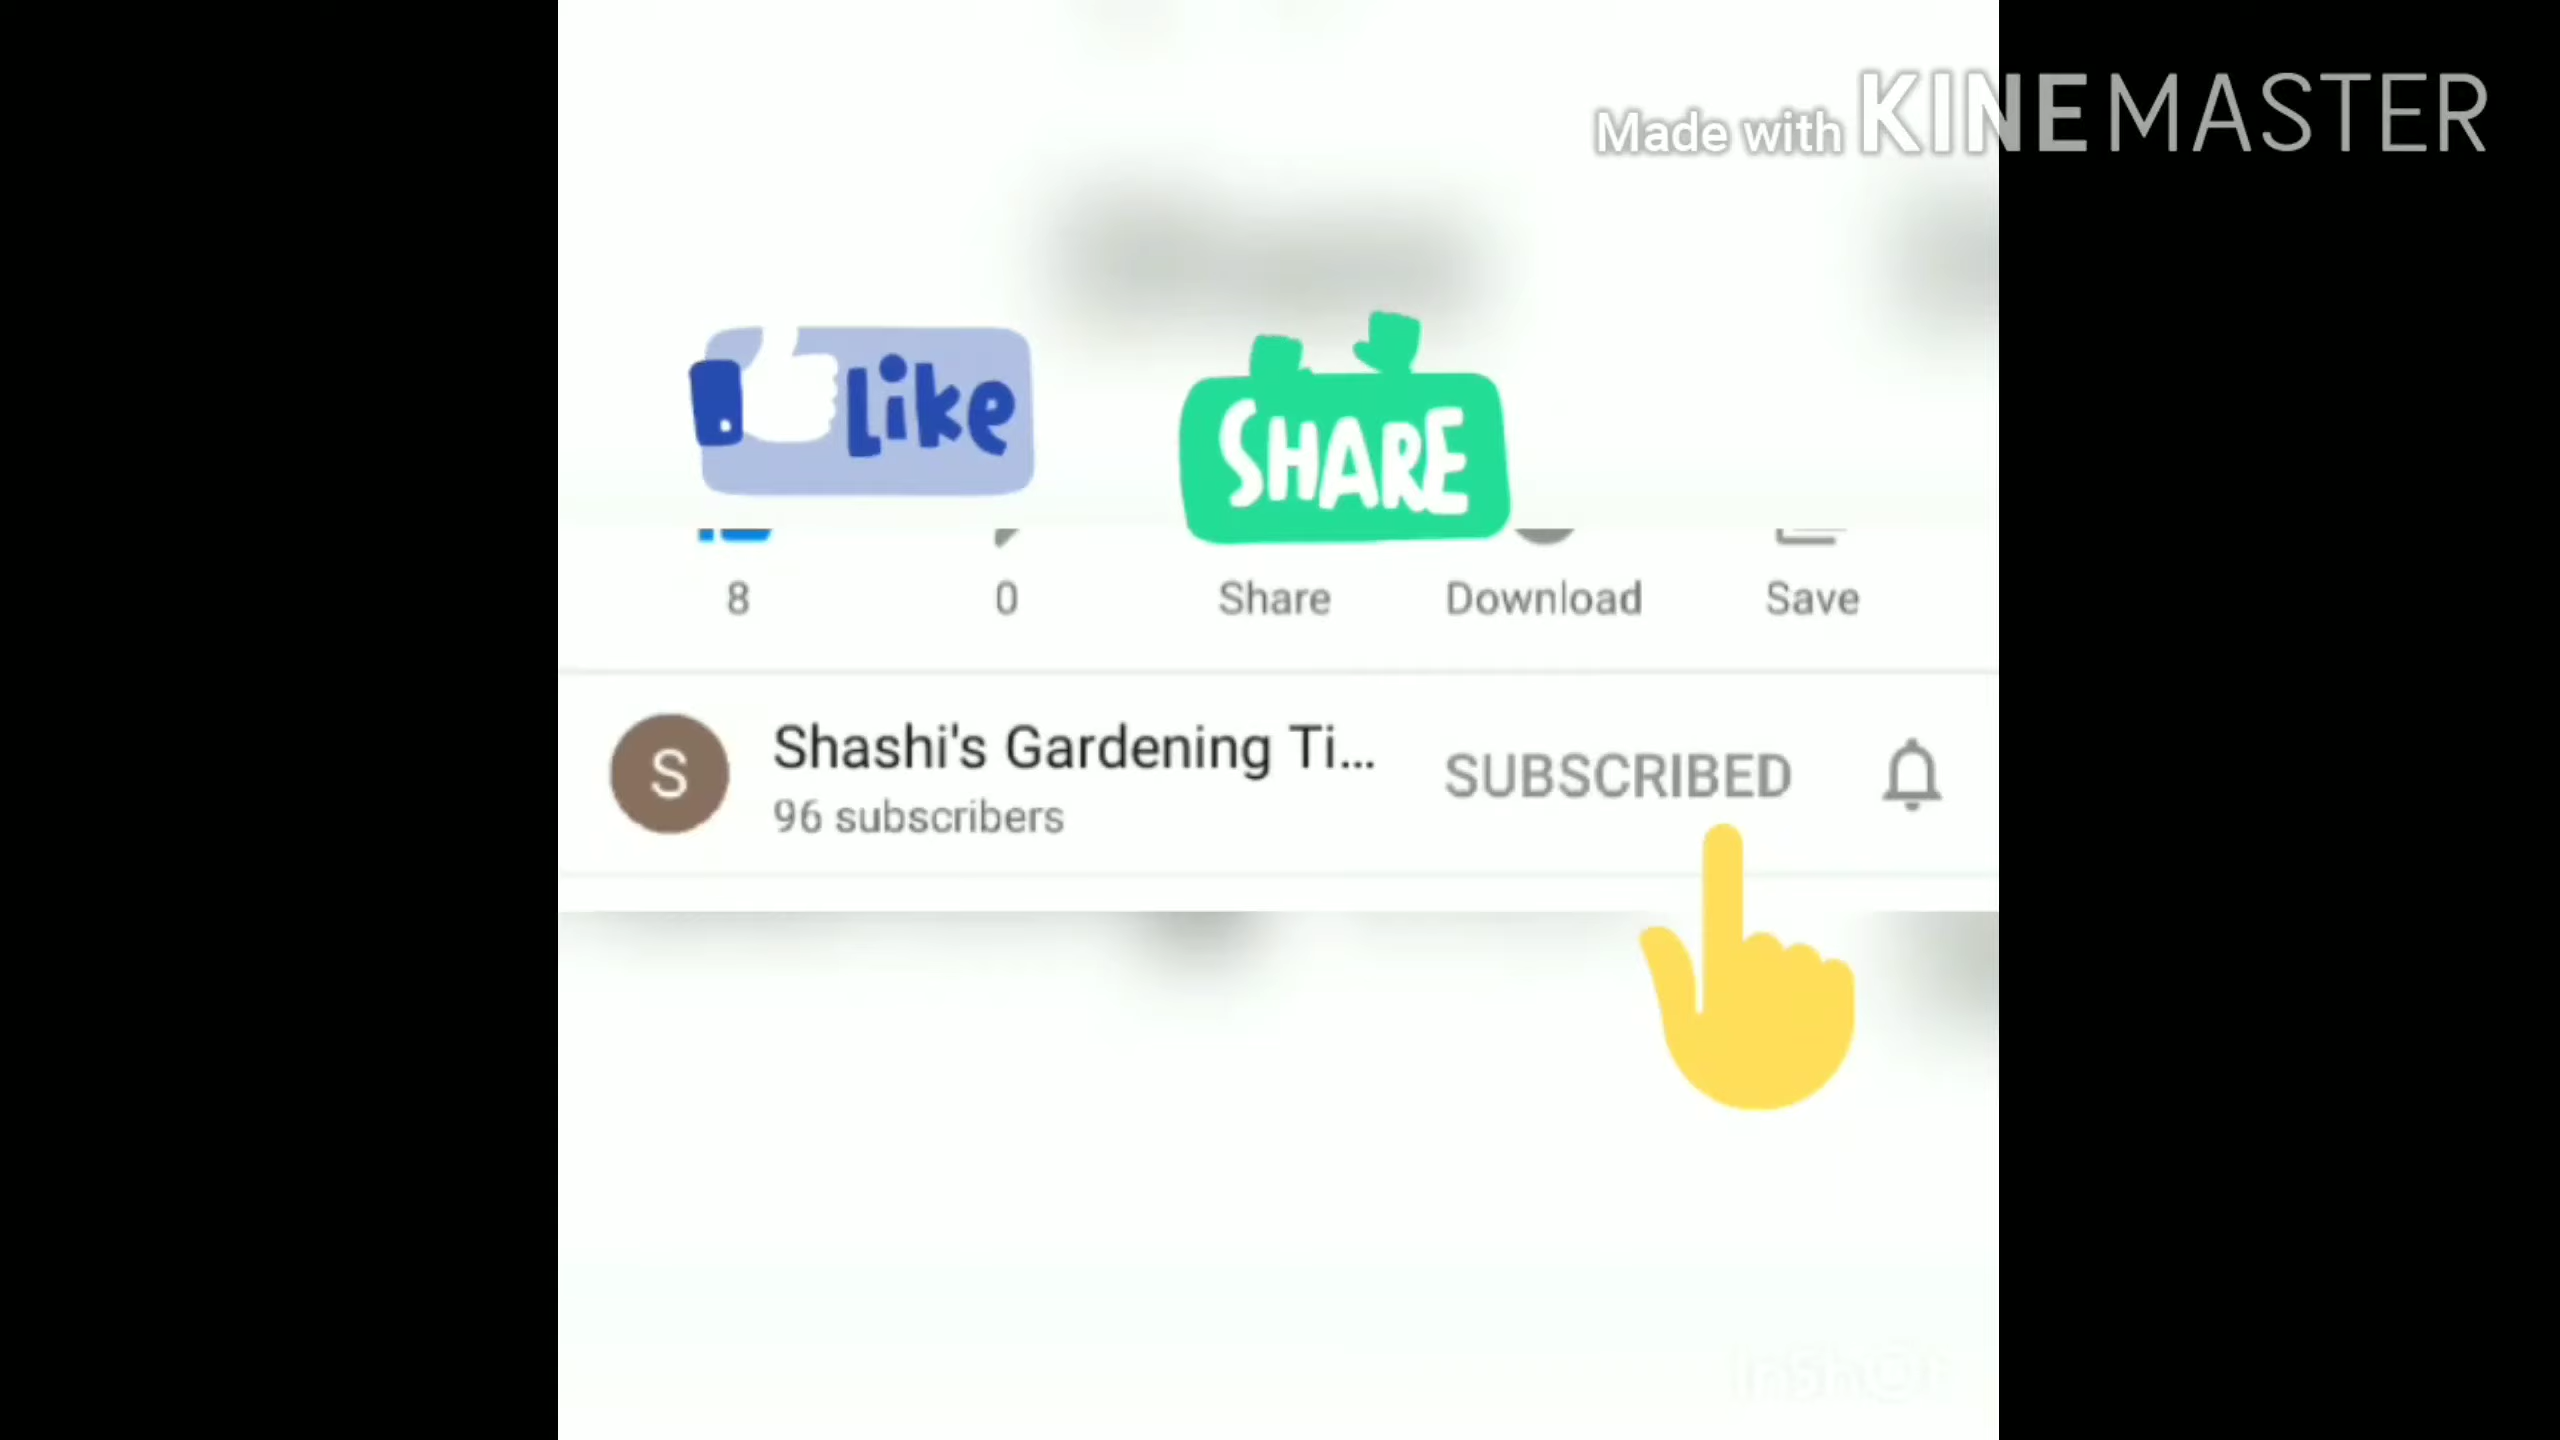 Made with KINEMASTER
Like
SHARE
8 0 Share Download Save
S Shashi's Gardening Ti... SUBSCRIBED
96 subscribers